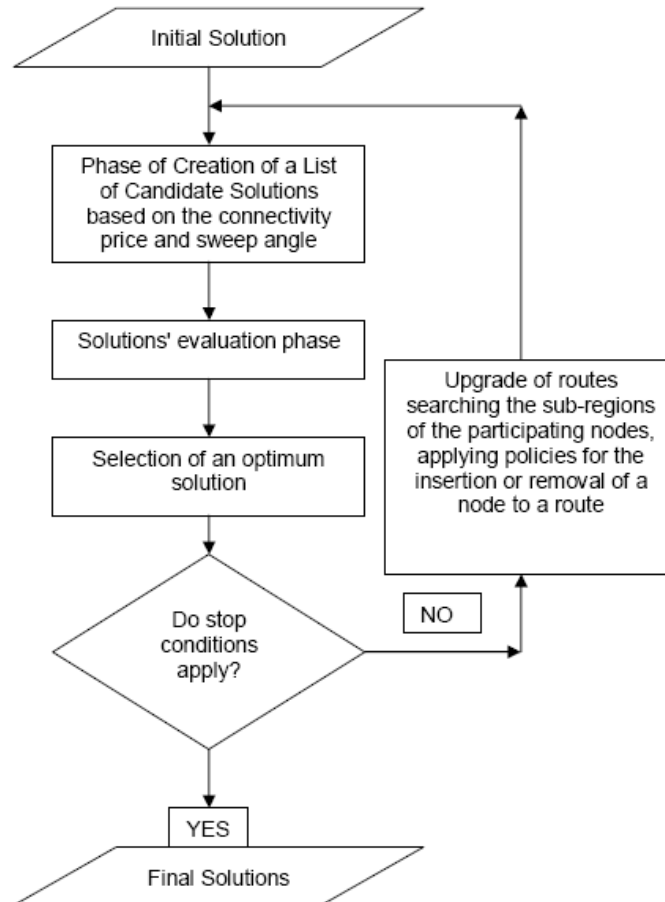 Initial Solution
Phase of Creation of a List
of Candidate Solutions
based on the connectivity
price and sweep angle
Solutions' evaluation phase
Selection of an optimum
solution
Do stop
conditions
apply?
NO
Upgrade of routes
searching the sub-regions
of the participating nodes,
applying policies for the
insertion or removal of a
node to a route
YES
Final Solutions